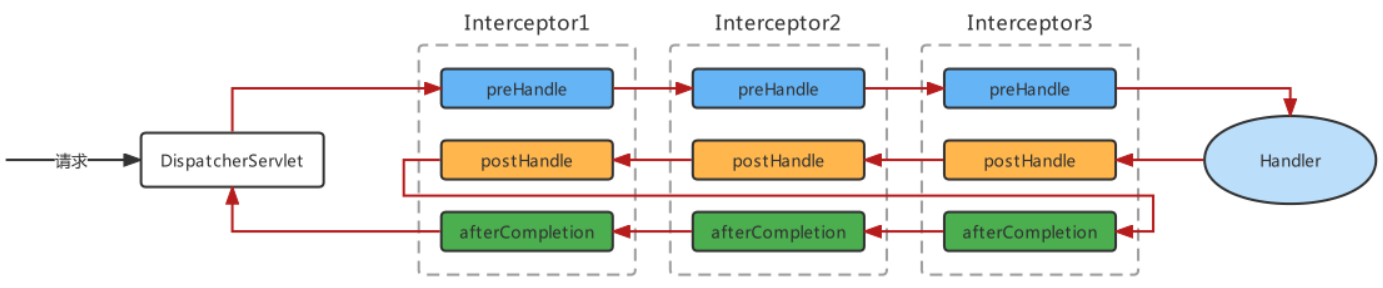 Interceptor1 Interceptor2 Interceptor3
preHandle preHandle preHandle
请求 DispatcherServlet postHandle postHandle postHandle Handler
afterCompletion afterCompletion afterCompletion